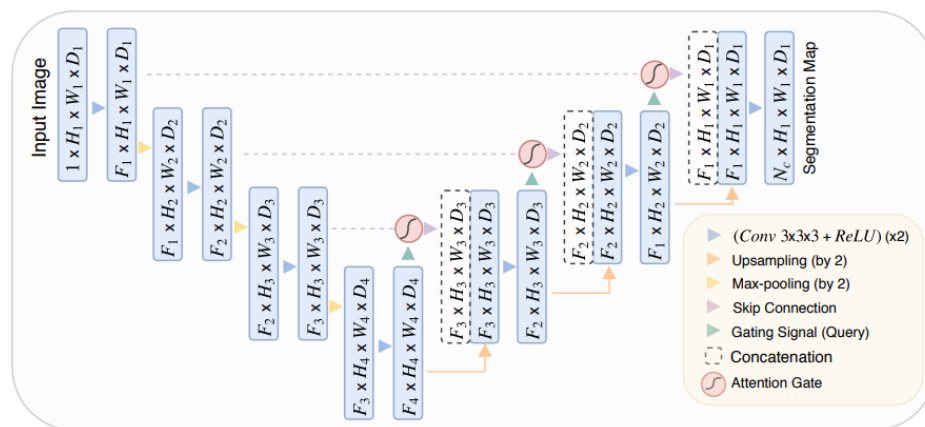 Input Image
1 x H₁ x W₁ x D₁
F₁ x H₁ x W₁ x D₁
F₁ x H₂ x W₂ x D₂
F₂ x H₂ x W₂ x D₂
F₂ x H₃ x W₃ x D₃
F₃ x H₃ x W₃ x D₃
F₃ x H₄ x W₄ x D₄
F₄ x H₄ x W₄ x D₄
F₃ x H₃ x W₃ x D₃
F₃ x H₃ x W₃ x D₃
F₂ x H₃ x W₃ x D₃
F₂ x H₂ x W₂ x D₂
F₂ x H₂ x W₂ x D₂
F₁ x H₂ x W₂ x D₂
F₁ x H₁ x W₁ x D₁
F₁ x H₁ x W₁ x D₁
N_c x H₁ x W₁ x D₁
Segmentation Map
(Conv 3x3x3 + ReLU) (x2)
Upsampling (by 2)
Max-pooling (by 2)
Skip Connection
Gating Signal (Query)
Concatenation
Attention Gate